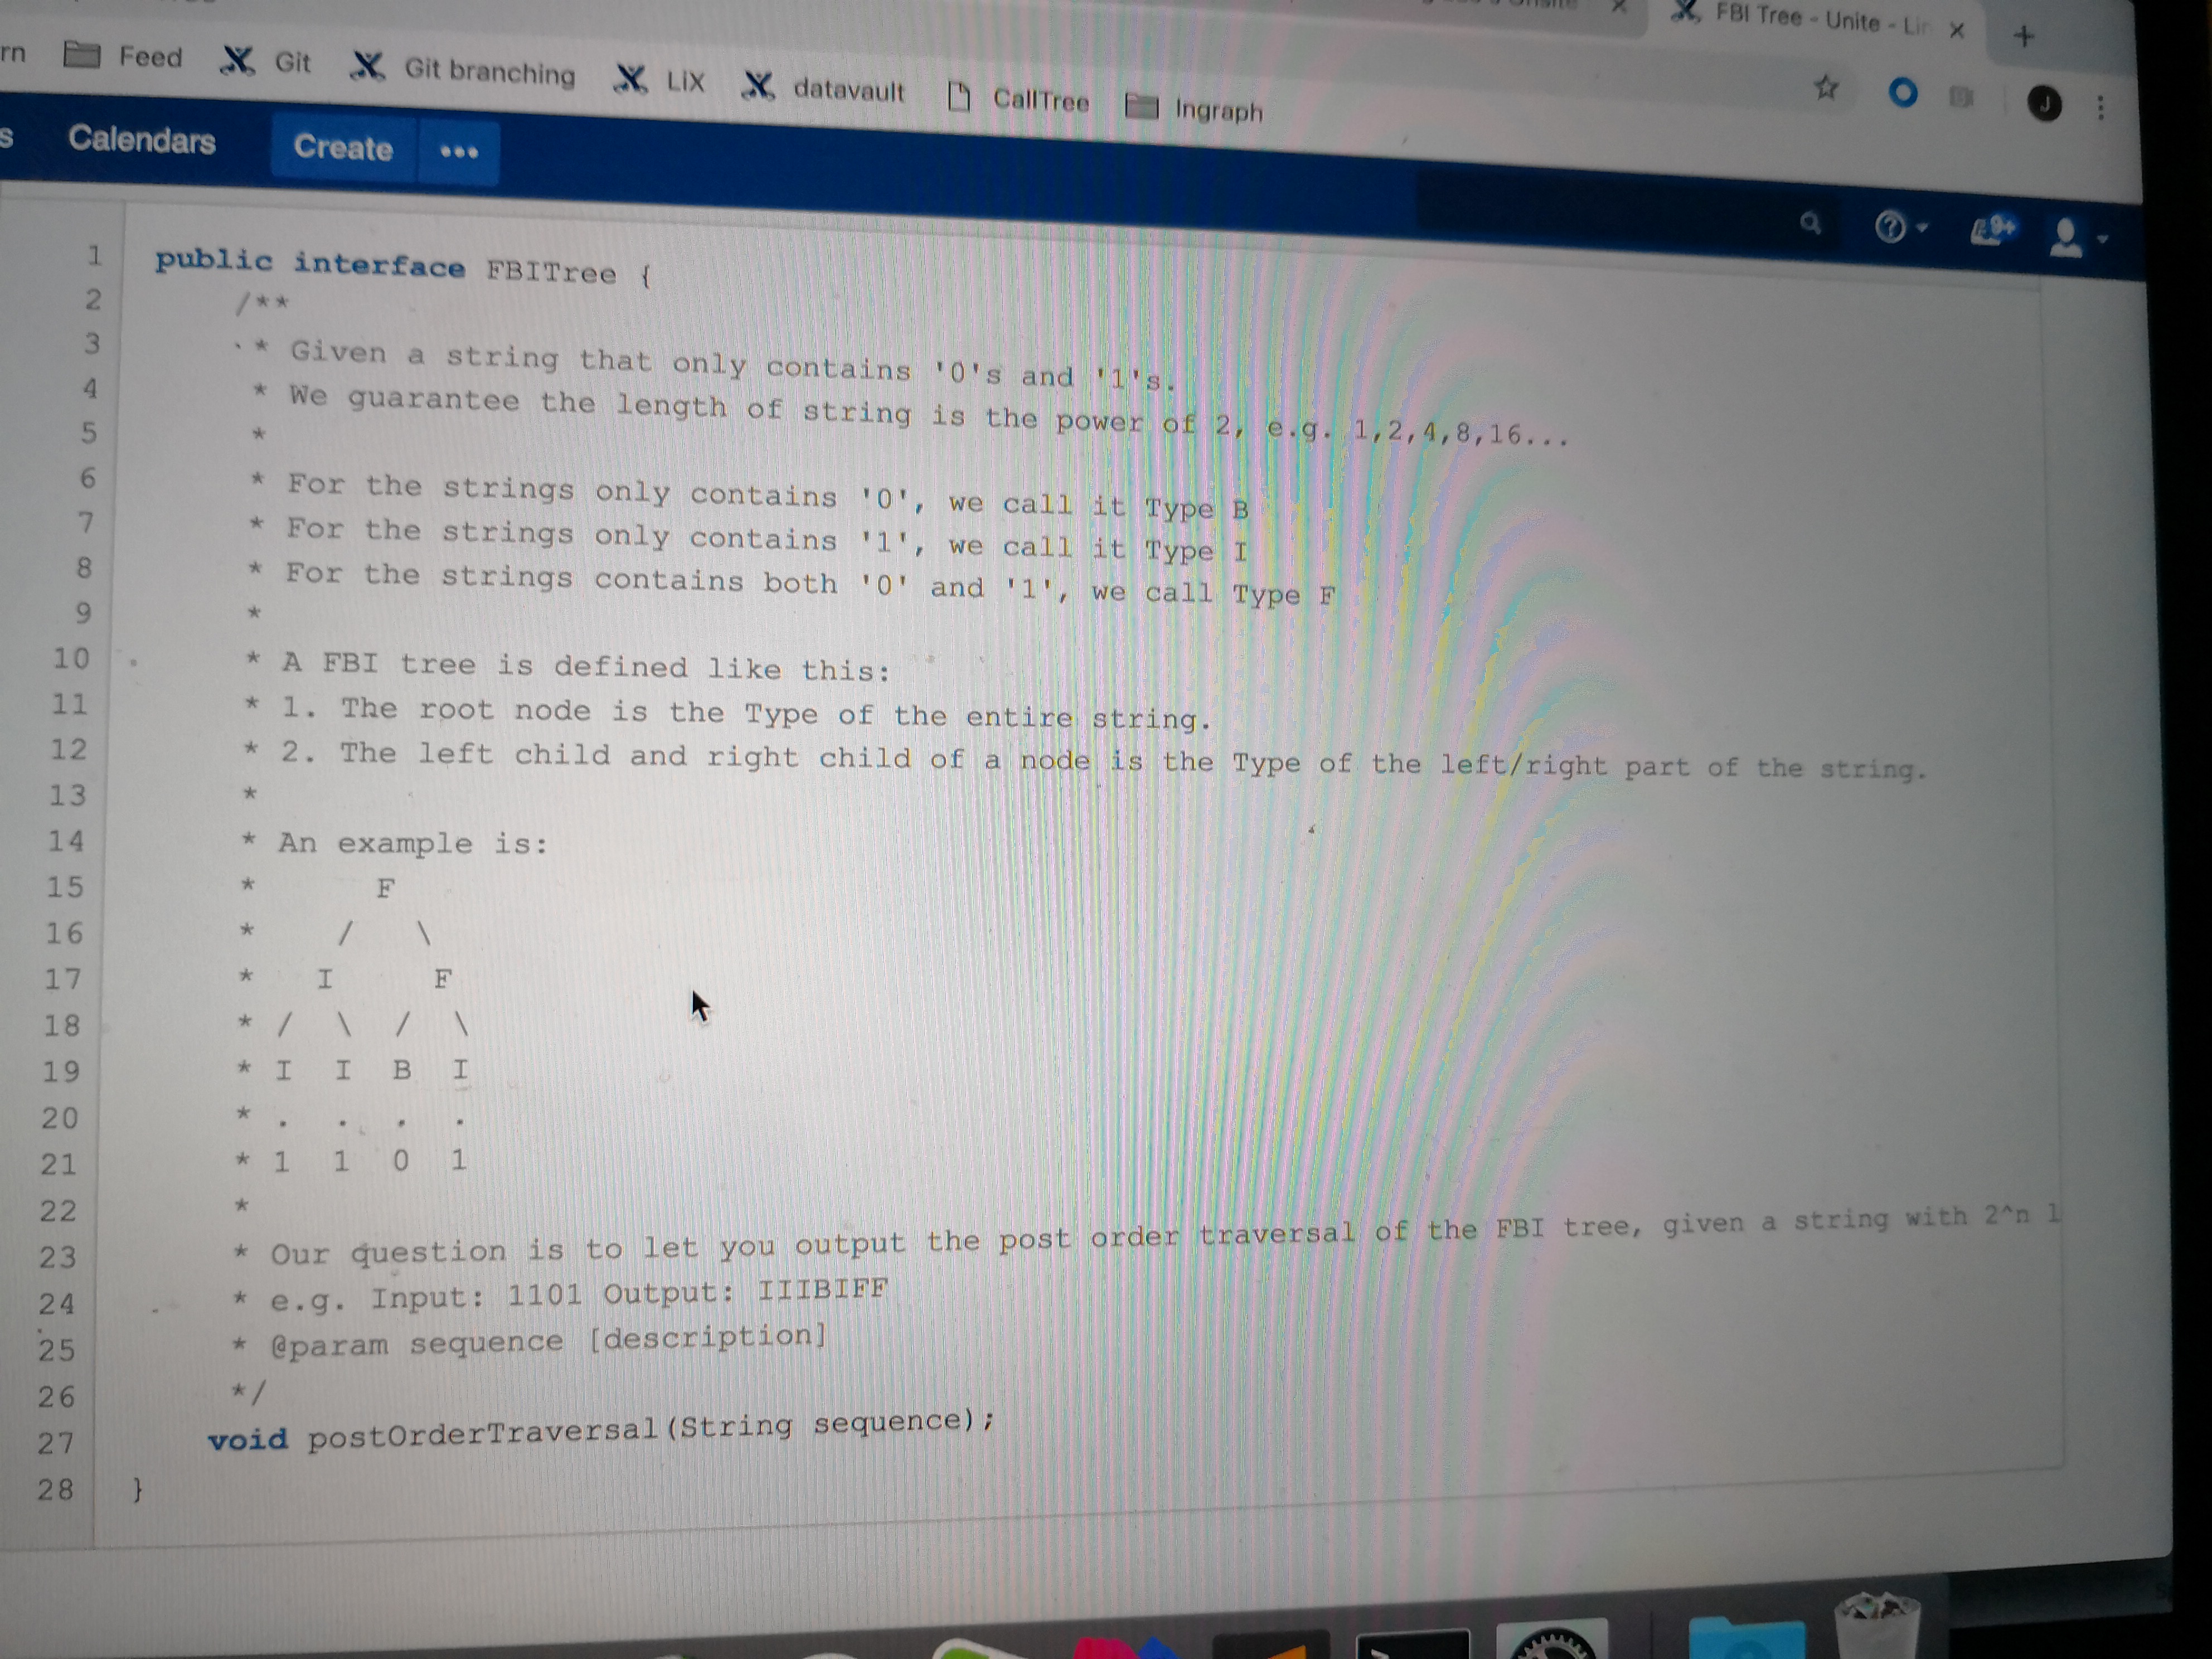 FBI Tree - Unite - Lin
rn Feed Git Git branching LiX datavault CallTree Ingraph J
s Calendars Create
9+
1 public interface FBITree {
2 /**
3 * Given a string that only contains '0's and '1's.
4 * We guarantee the length of string is the power of 2, e.g. 1,2,4,8,16...
5 *
6 * For the strings only contains '0', we call it Type B
7 * For the strings only contains '1', we call it Type I
8 * For the strings contains both '0' and '1', we call Type F
9 *
10 * A FBI tree is defined like this:
11 * 1. The root node is the Type of the entire string.
12 * 2. The left child and right child of a node is the Type of the left/right part of the string.
13 *
14 * An example is:
15 * F
16 * / \
17 * I F
18 * / \ / \
19 * I I B I
20 * . . . .
21 * 1 1 0 1
22 *
23 * Our question is to let you output the post order traversal of the FBI tree, given a string with 2^n l
24 * e.g. Input: 1101 Output: IIIBIFF
25 * @param sequence [description]
26 */
27 void postOrderTraversal(String sequence);
28 }